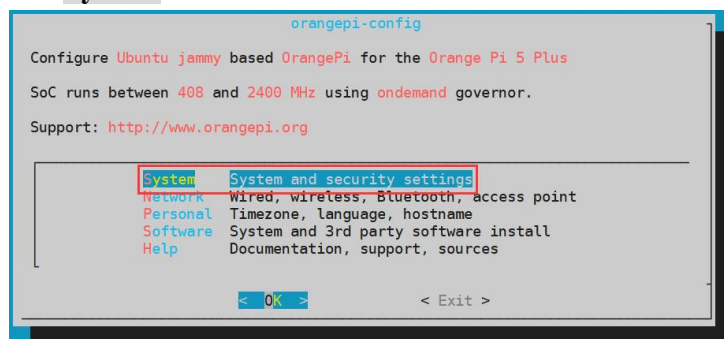 orangepi-config
Configure Ubuntu jammy based OrangePi for the Orange Pi 5 Plus
SoC runs between 408 and 2400 MHz using ondemand governor.
Support: http://www.orangepi.org
System System and security settings
Network Wired, wireless, Bluetooth, access point
Personal Timezone, language, hostname
Software System and 3rd party software install
Help Documentation, support, sources
< OK > < Exit >